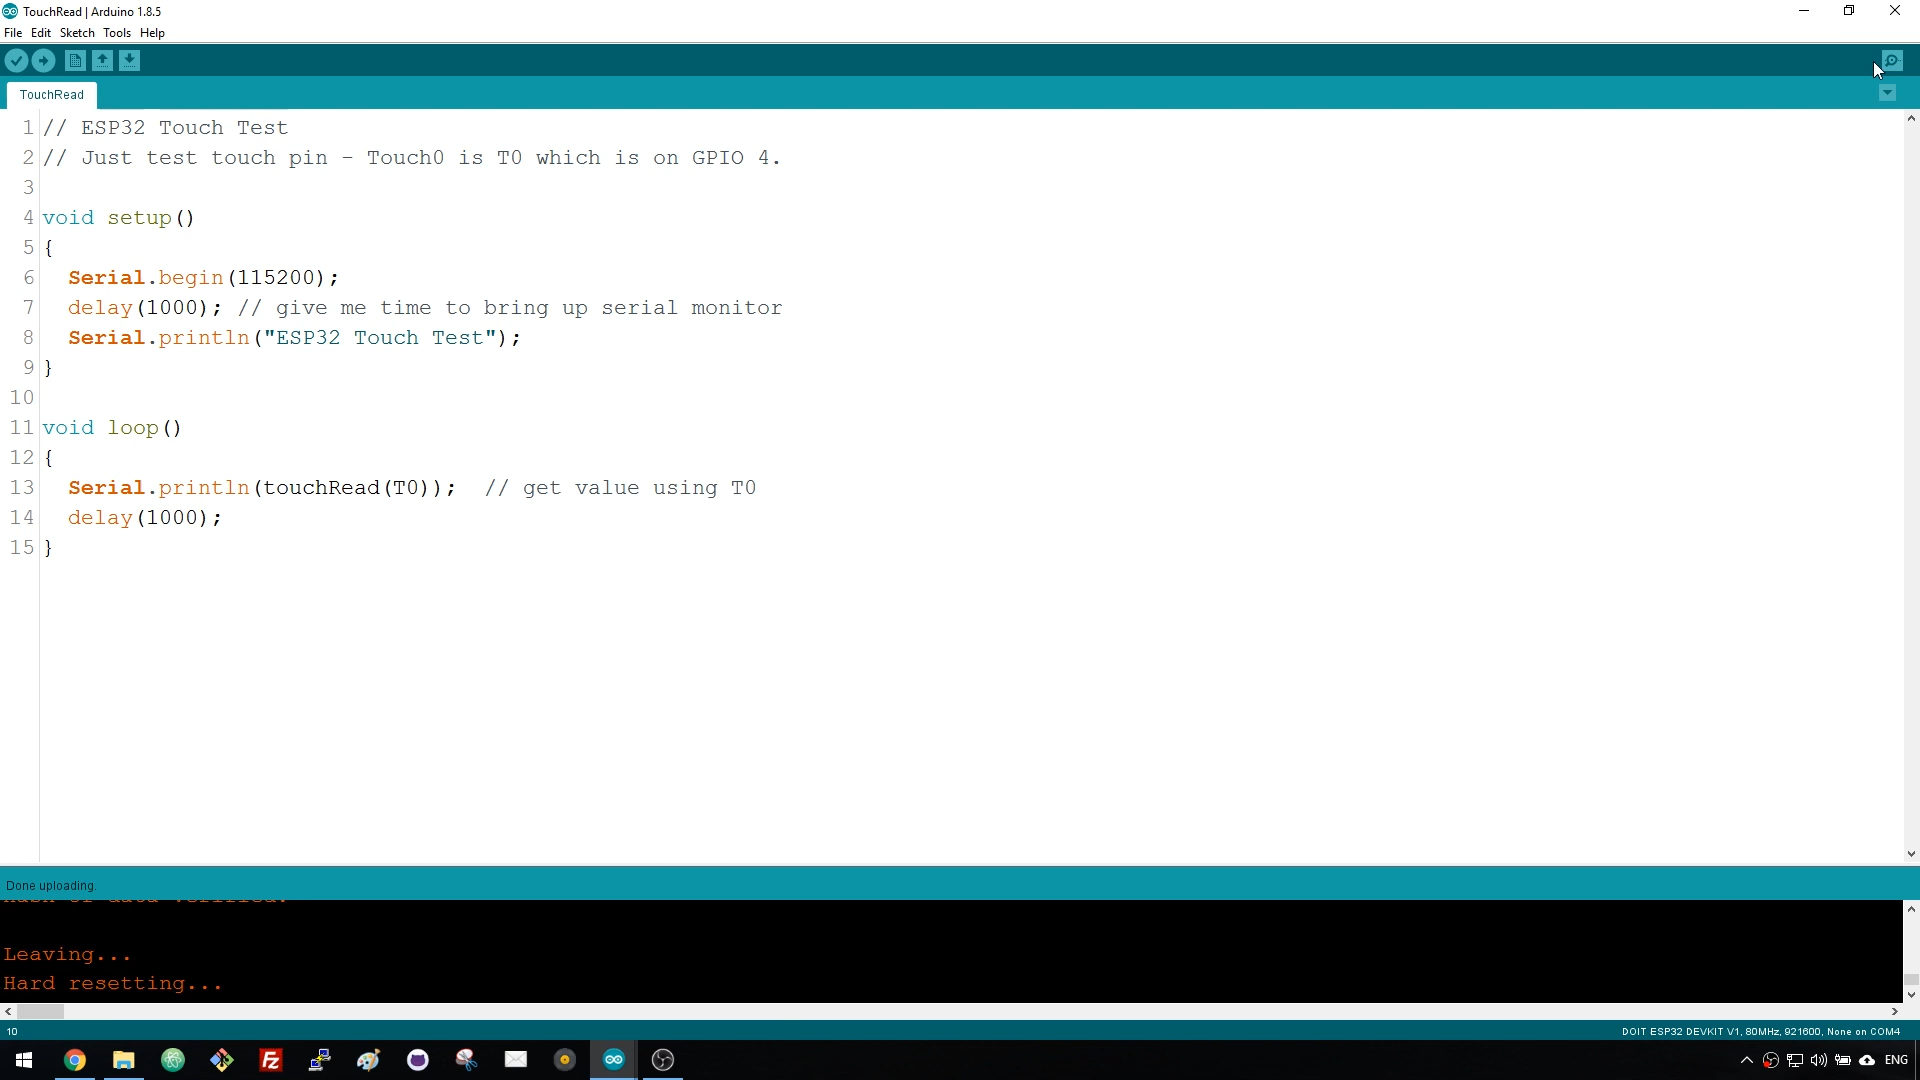 TouchRead | Arduino 1.8.5
File Edit Sketch Tools Help
TouchRead
1 // ESP32 Touch Test
2 // Just test touch pin - Touch0 is T0 which is on GPIO 4.
3
4 void setup()
5 {
6 Serial.begin(115200);
7 delay(1000); // give me time to bring up serial monitor
8 Serial.println("ESP32 Touch Test");
9 }
10
11 void loop()
12 {
13 Serial.println(touchRead(T0)); // get value using T0
14 delay(1000);
15 }
Done uploading.
Leaving...
Hard resetting...
10 DOIT ESP32 DEVKIT V1, 80MHz, 921600, None on COM4
Fz
ENG